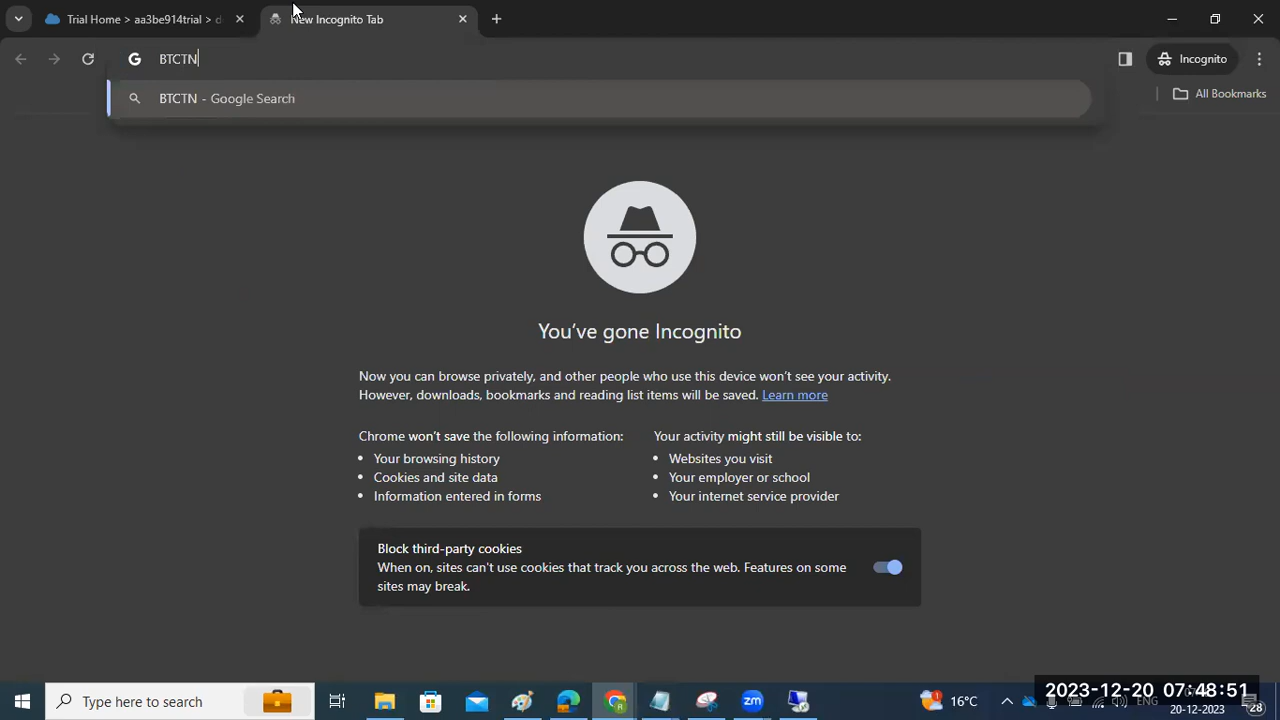 Trial Home > aa3be914trial > d
New Incognito Tab
BTCTN
Incognito
BTCTN - Google Search
All Bookmarks
You've gone Incognito
Now you can browse privately, and other people who use this device won't see your activity.
However, downloads, bookmarks and reading list items will be saved. Learn more
Chrome won't save the following information:
• Your browsing history
• Cookies and site data
• Information entered in forms
Your activity might still be visible to:
• Websites you visit
• Your employer or school
• Your internet service provider
Block third-party cookies
When on, sites can't use cookies that track you across the web. Features on some
sites may break.
Type here to search
zm
1
16°C
ENG
2023-12-20 07:48:51
20-12-2023
28